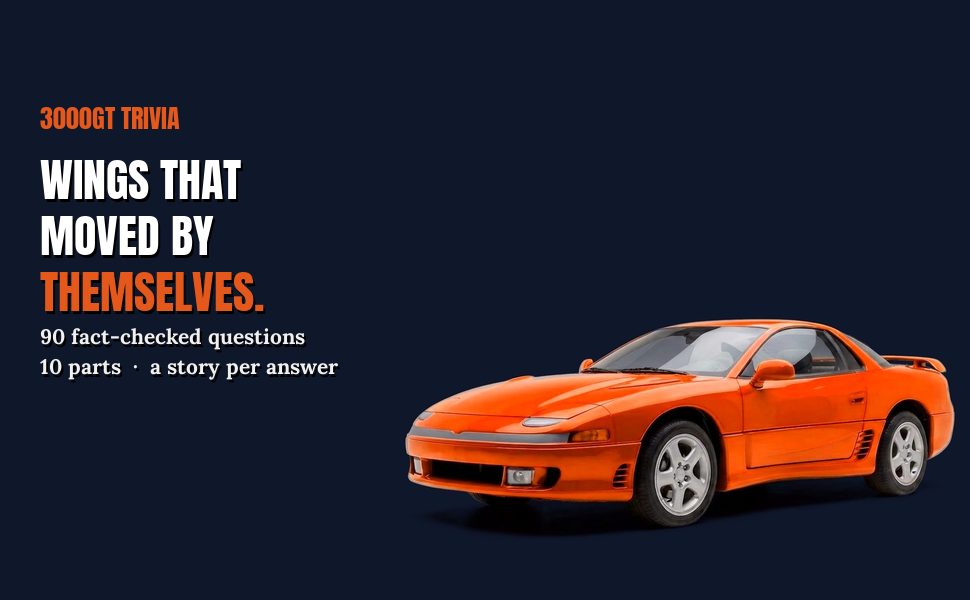 3000GT TRIVIA
WINGS THAT
MOVED BY
THEMSELVES.
90 fact-checked questions
10 parts · a story per answer